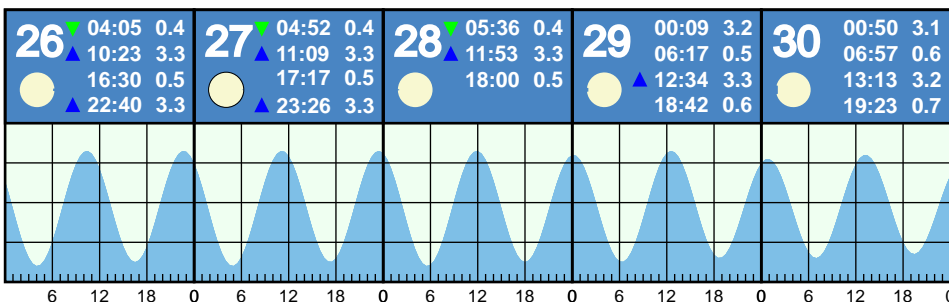 26 ▼ 04:05 0.4
▲ 10:23 3.3
16:30 0.5
▲ 22:40 3.3
27 ▼ 04:52 0.4
▲ 11:09 3.3
17:17 0.5
▲ 23:26 3.3
28 ▼ 05:36 0.4
▲ 11:53 3.3
18:00 0.5
29 00:09 3.2
06:17 0.5
▲ 12:34 3.3
18:42 0.6
30 00:50 3.1
06:57 0.6
13:13 3.2
19:23 0.7
6 12 18 0 6 12 18 0 6 12 18 0 6 12 18 0 6 12 18